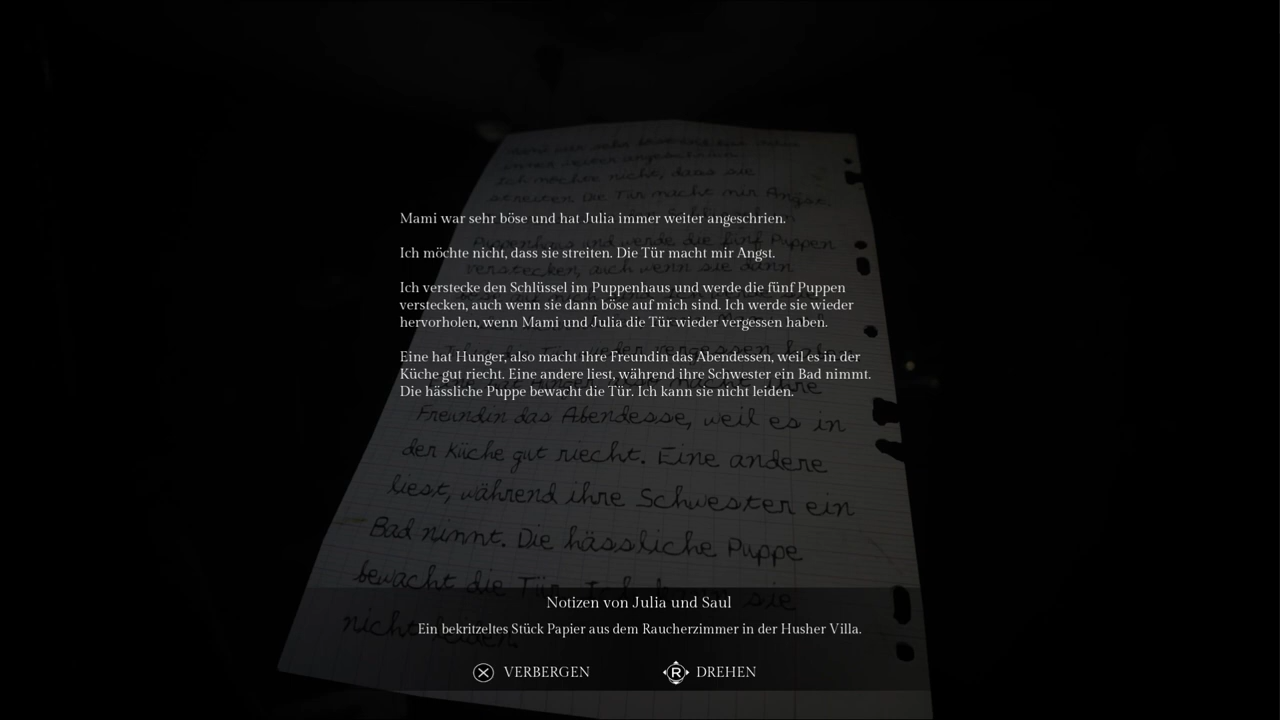 Mami war sehr böse und hat Julia immer weiter angeschrien.
Ich möchte nicht, dass sie streiten. Die Tür macht mir Angst.
Ich verstecke den Schlüssel im Puppenhaus und werde die fünf Puppen
verstecken, auch wenn sie dann böse auf mich sind. Ich werde sie wieder
hervorholen, wenn Mami und Julia die Tür wieder vergessen haben.
Eine hat Hunger, also macht ihre Freundin das Abendessen, weil es in der
Küche gut riecht. Eine andere liest, während ihre Schwester ein Bad nimmt.
Die hässliche Puppe bewacht die Tür. Ich kann sie nicht leiden.
Freundin das Abendesse, weil es in
der Küche gut riecht. Eine andere
liest, während ihre Schwester ein
Bad nimmt. Die hässliche Puppe
bewacht die Tür
sie
nicht
Notizen von Julia und Saul
Ein bekritzeltes Stück Papier aus dem Raucherzimmer in der Husher Villa.
VERBERGEN
R DREHEN